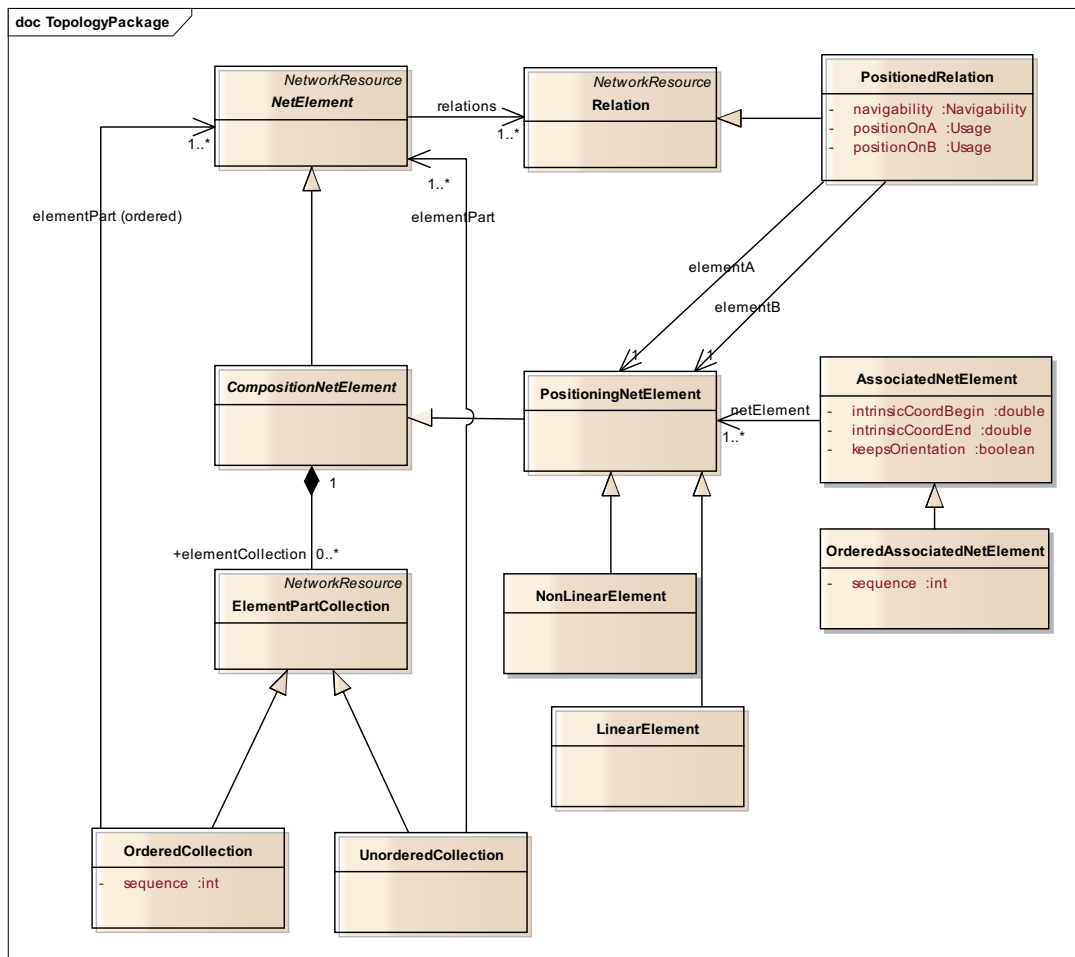 doc TopologyPackage
NetworkResource
NetElement
relations
1..*
NetworkResource
Relation
PositionedRelation
- navigability :Navigability
- positionOnA :Usage
- positionOnB :Usage
1..*
1..*
elementPart (ordered)
elementPart
elementA
elementB
1
1
CompositionNetElement
PositioningNetElement
netElement
1..*
AssociatedNetElement
- intrinsicCoordBegin :double
- intrinsicCoordEnd :double
- keepsOrientation :boolean
1
+elementCollection 0..*
NetworkResource
ElementPartCollection
NonLinearElement
OrderedAssociatedNetElement
- sequence :int
LinearElement
OrderedCollection
- sequence :int
UnorderedCollection